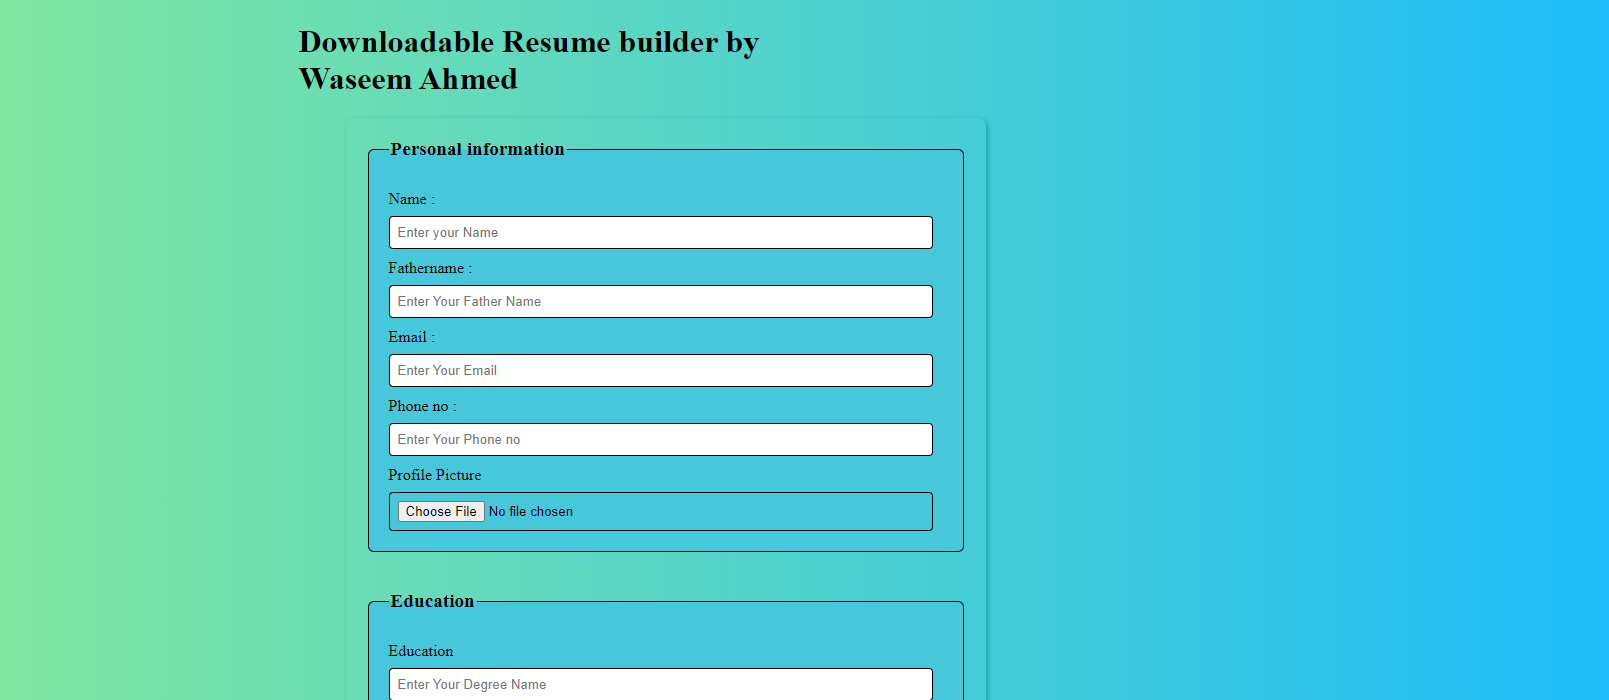 Downloadable Resume builder by
Waseem Ahmed
Personal information
Name :
Enter your Name
Fathername :
Enter Your Father Name
Email :
Enter Your Email
Phone no :
Enter Your Phone no
Profile Picture
Choose File No file chosen
Education
Education
Enter Your Degree Name